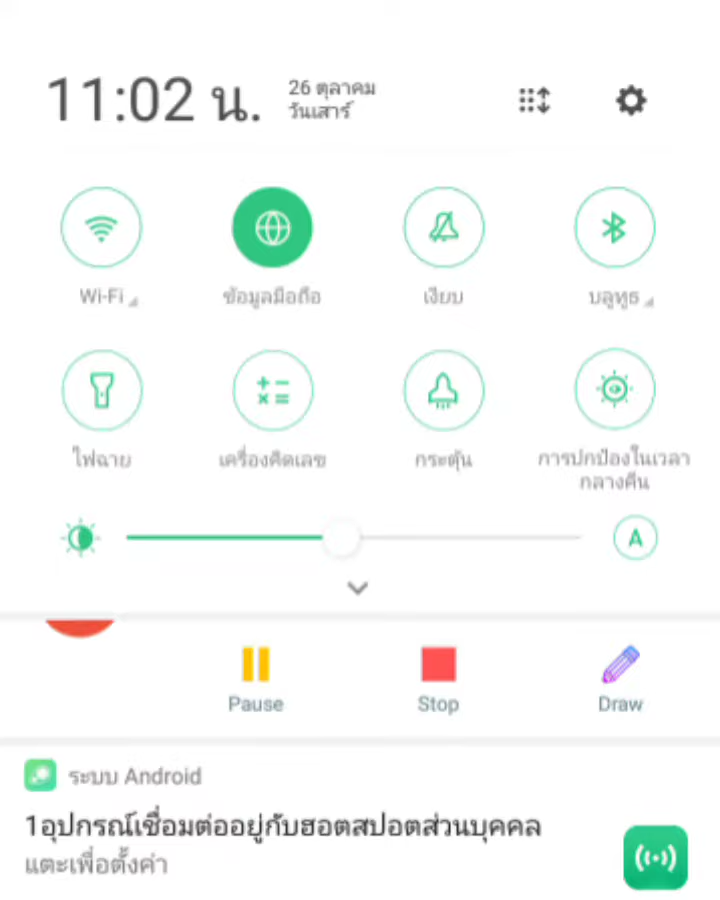 11:02 น.
26 ตุลาคม
วันเสาร์
Wi-Fi
ข้อมูลมือถือ
เงียบ
บลูทูธ
ไฟฉาย
เครื่องคิดเลข
กระตุ้น
การปกป้องในเวลา
กลางคืน
A
Pause
Stop
Draw
ระบบ Android
1อุปกรณ์เชื่อมต่ออยู่กับฮอตสปอตส่วนบุคคล
แตะเพื่อตั้งค่า